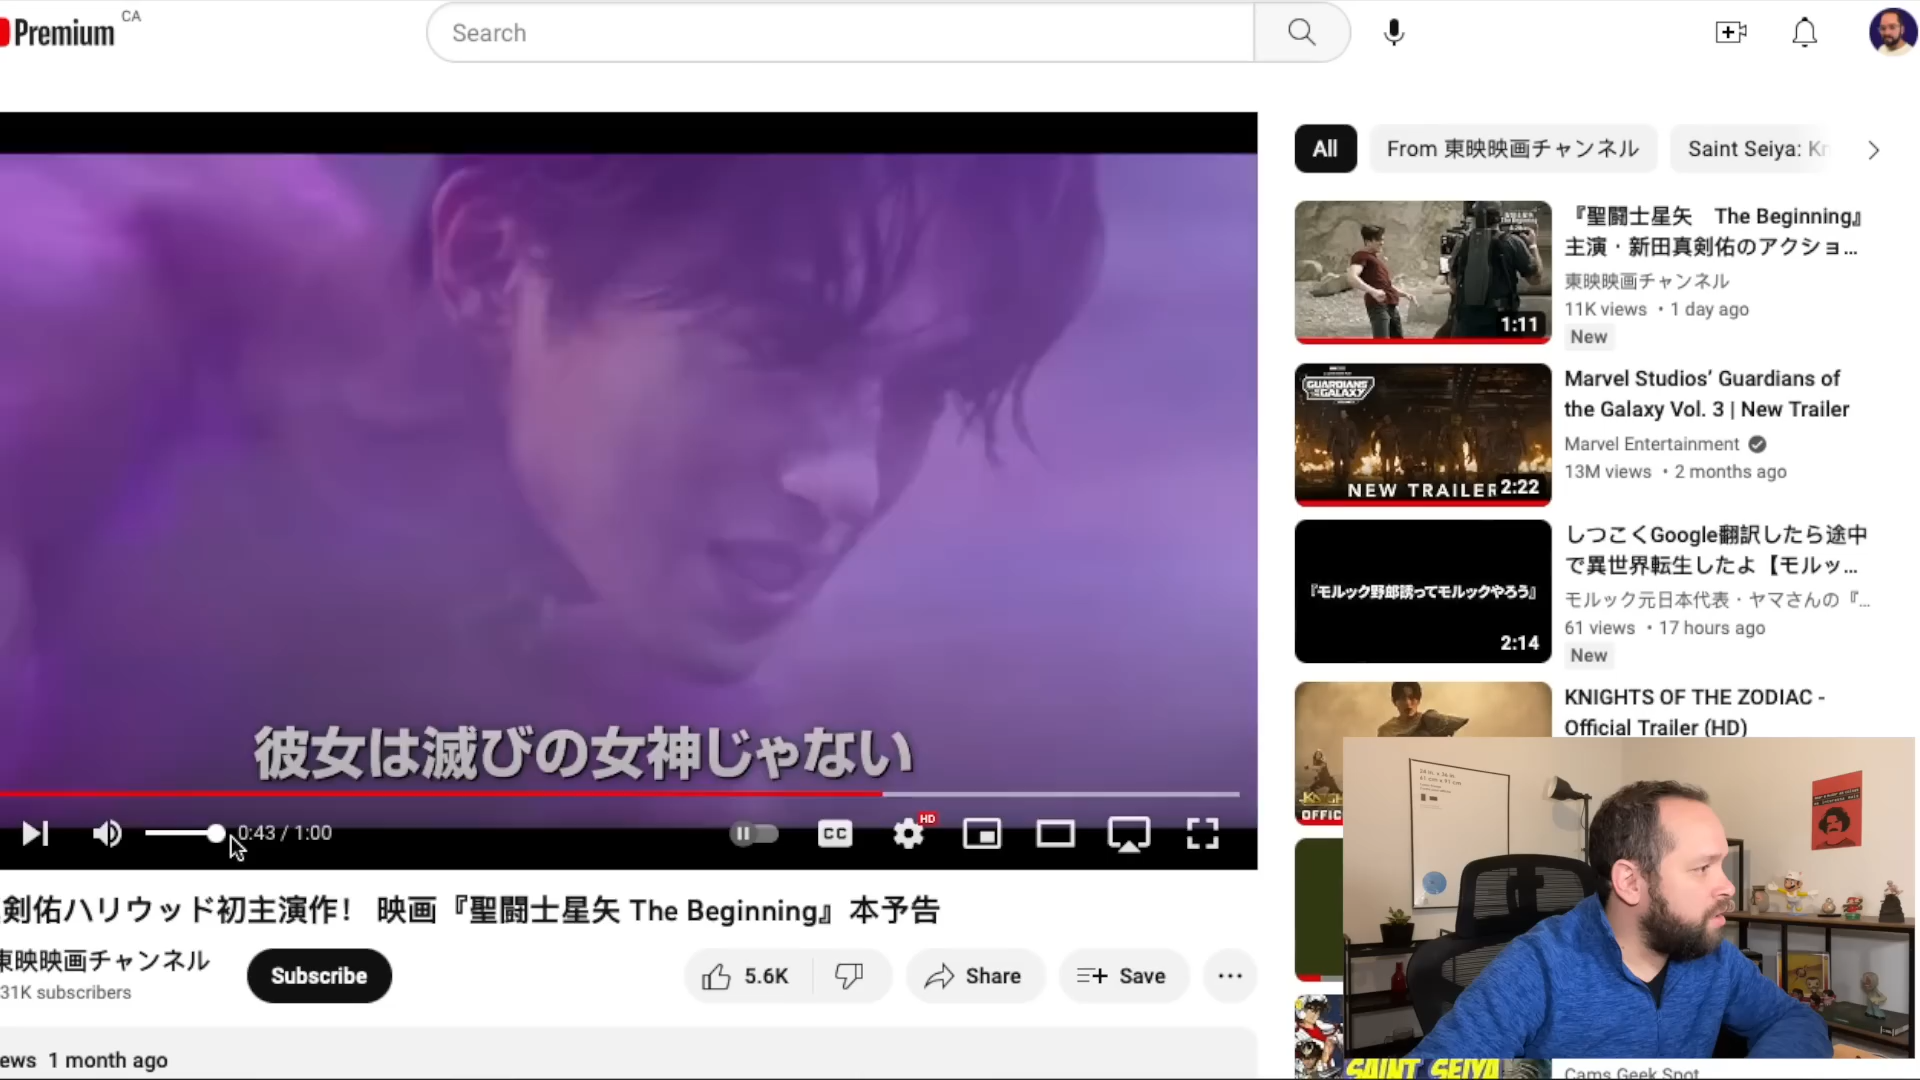 Premium CA
Search
All
From 東映映画チャンネル
Saint Seiya: Kn
『聖闘士星矢 The Beginning』
主演・新田真剣佑のアクショ...
東映映画チャンネル
11K views • 1 day ago
New
1:11
GUARDIANS OF THE GALAXY
NEW TRAILER
2:22
Marvel Studios’ Guardians of
the Galaxy Vol. 3 | New Trailer
Marvel Entertainment
13M views • 2 months ago
『モルック野郎誘ってモルックやろう』
2:14
しつこくGoogle翻訳したら途中
で異世界転生したよ【モルッ...
モルック元日本代表・ヤマさんの『...
61 views • 17 hours ago
New
KNIGHTS OF THE ZODIAC -
Official Trailer (HD)
OFFIC
彼女は滅びの女神じゃない
0:43 / 1:00
CC
HD
剣佑ハリウッド初主演作! 映画『聖闘士星矢 The Beginning』本予告
東映映画チャンネル
31K subscribers
Subscribe
5.6K
Share
Save
ews 1 month ago
SAINT SEIYA
Cams Geek Spot